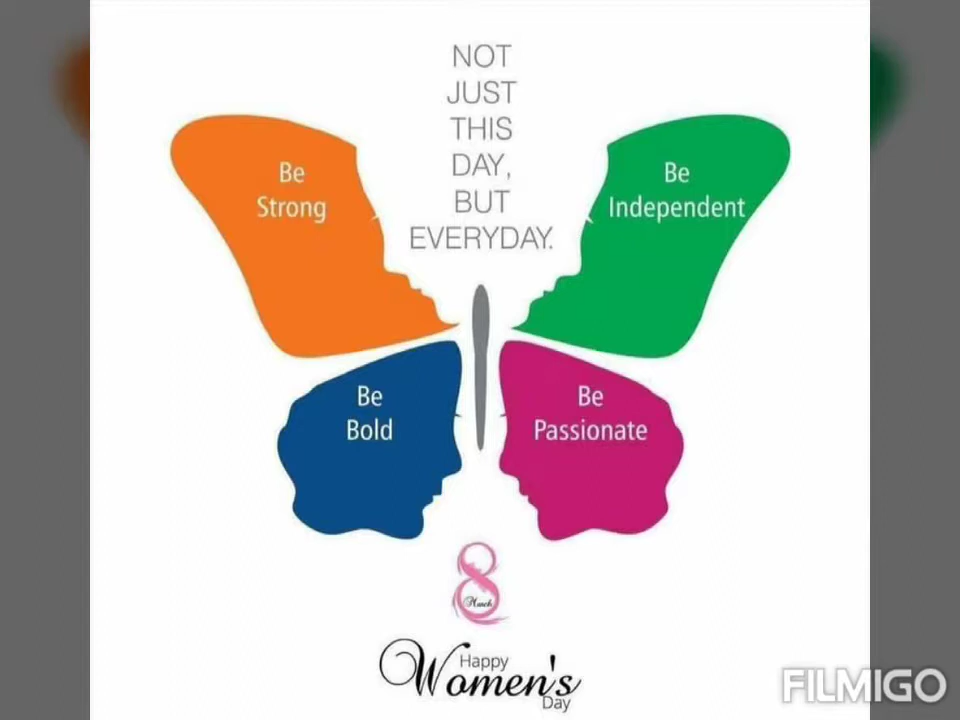 NOT
JUST
THIS
DAY,
BUT
EVERYDAY.
Be
Strong
Be
Independent
Be
Bold
Be
Passionate
8
March
Happy
Women's
Day
FILMIGO